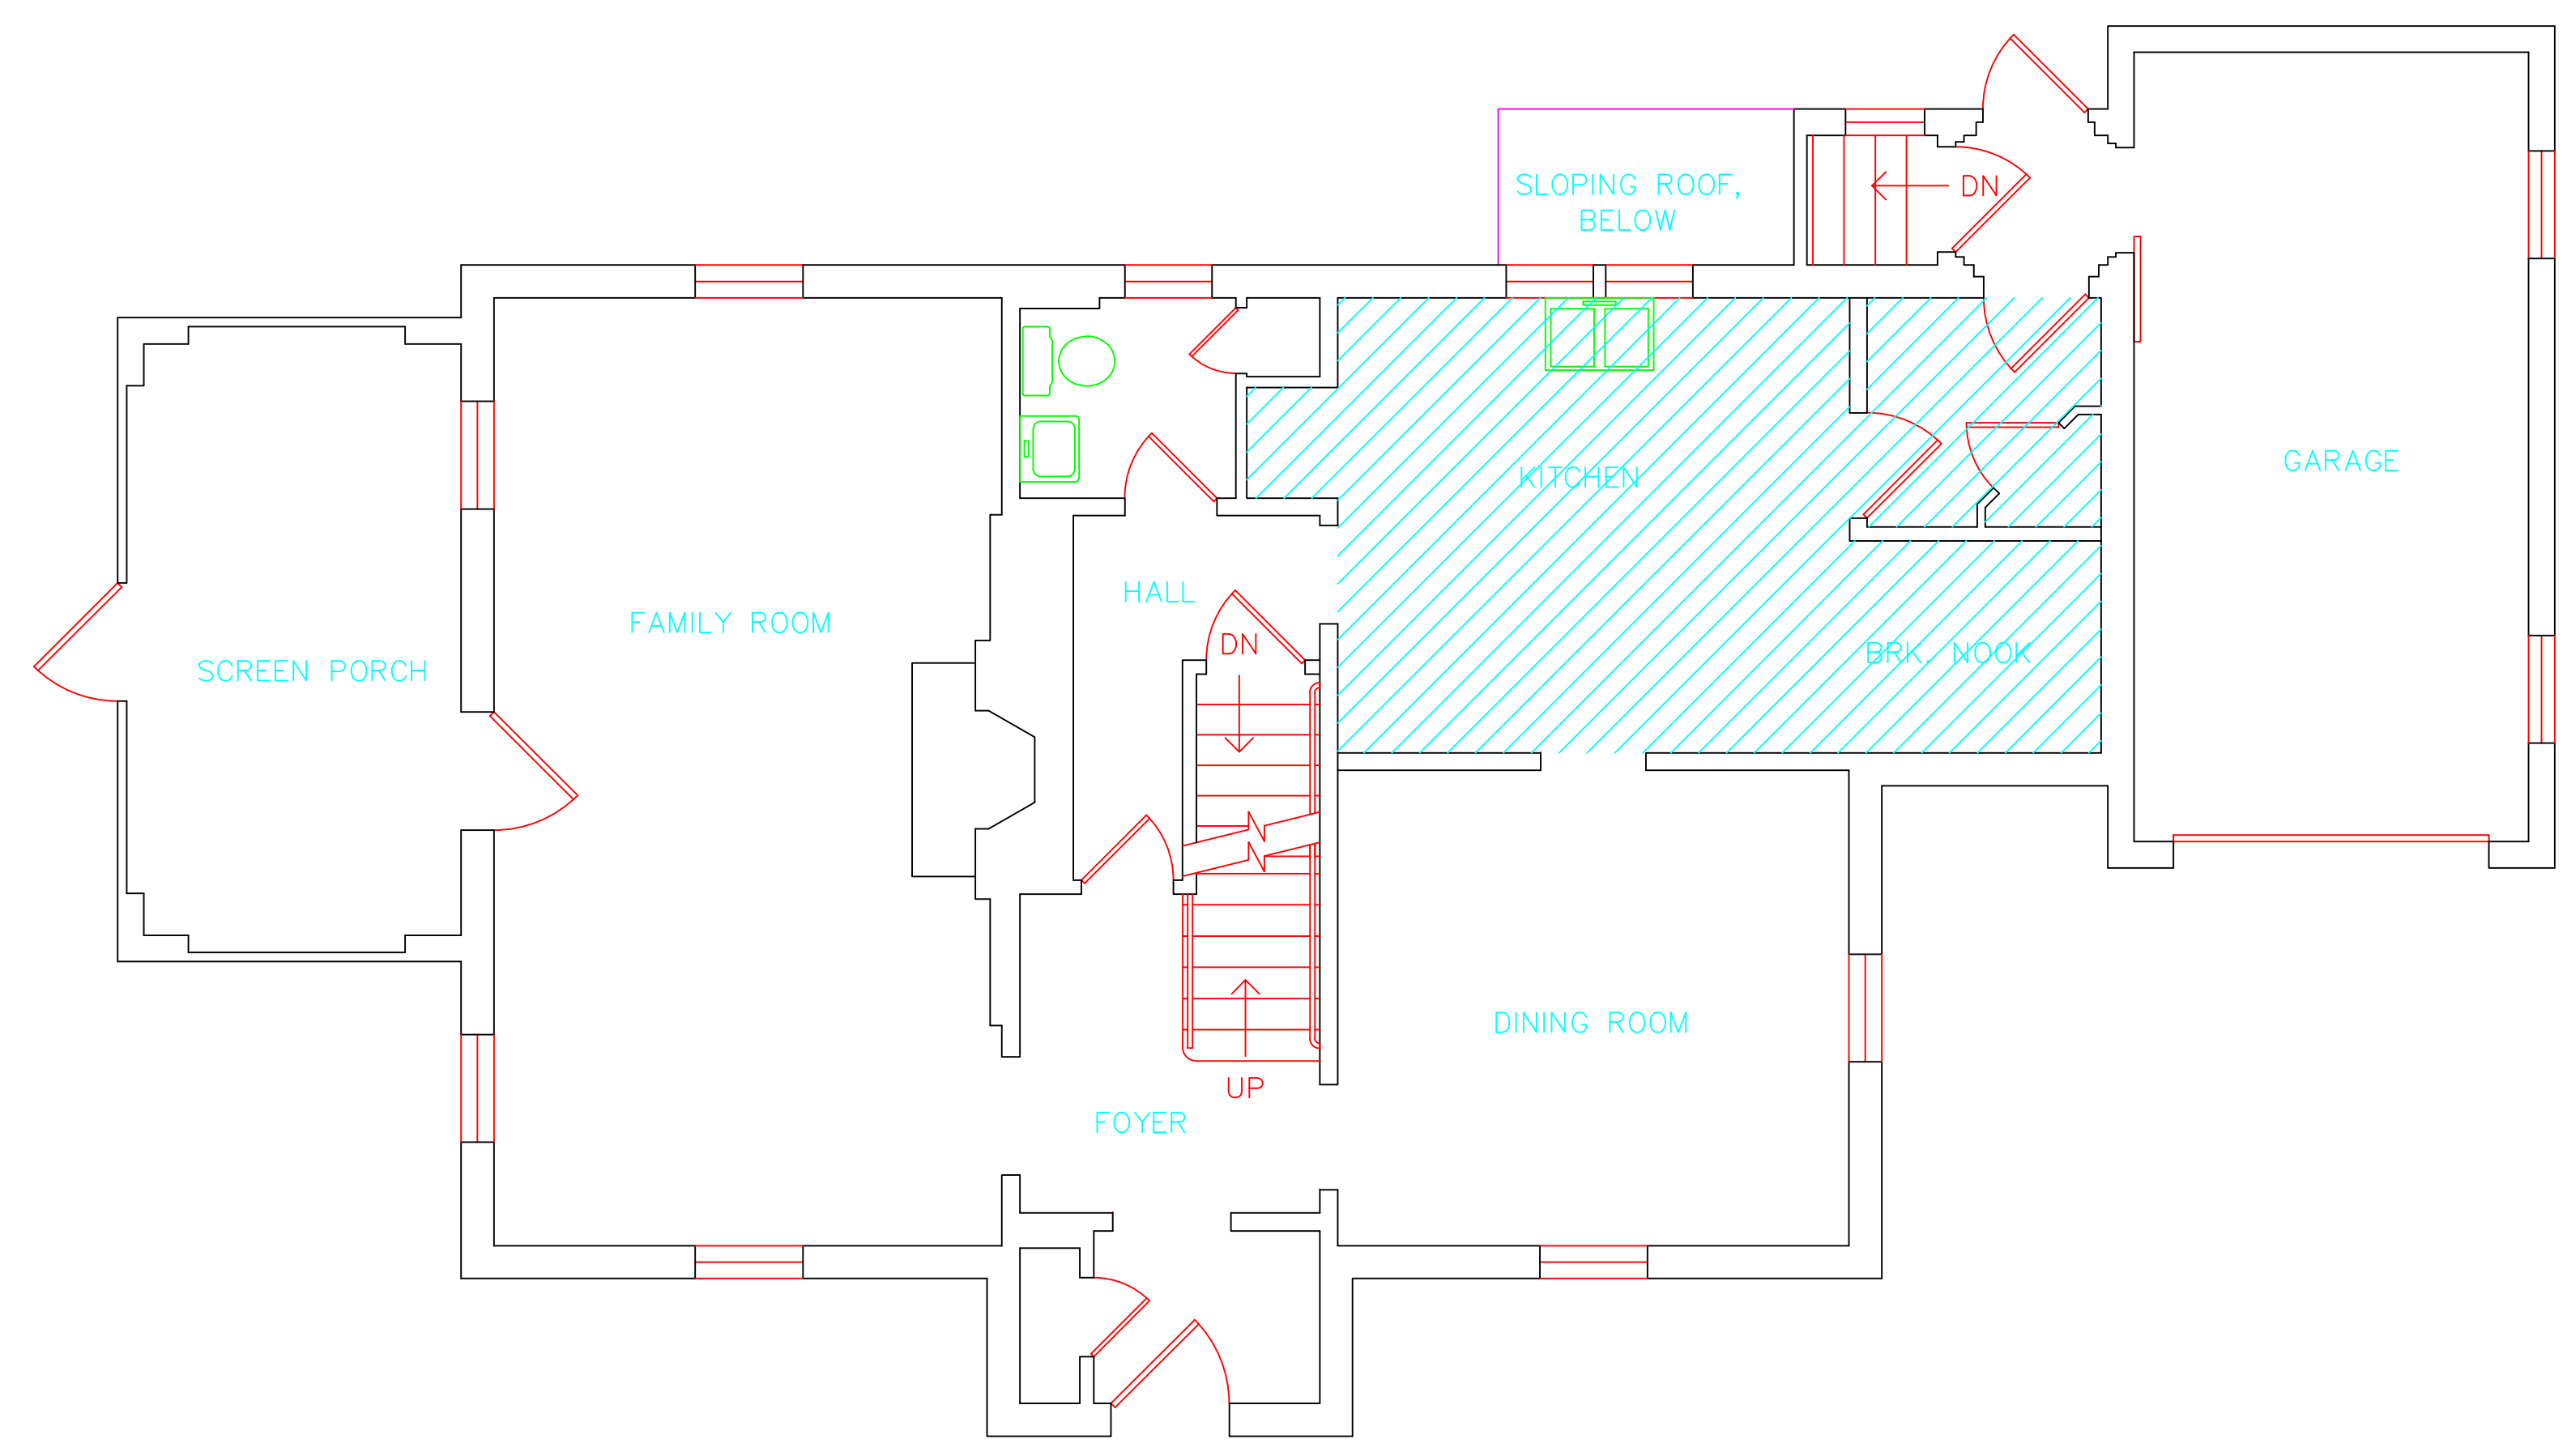 SLOPING ROOF,
BELOW
DN
GARAGE
KITCHEN
HALL
FAMILY ROOM
DN
BRK. NOOK
SCREEN PORCH
DINING ROOM
UP
FOYER